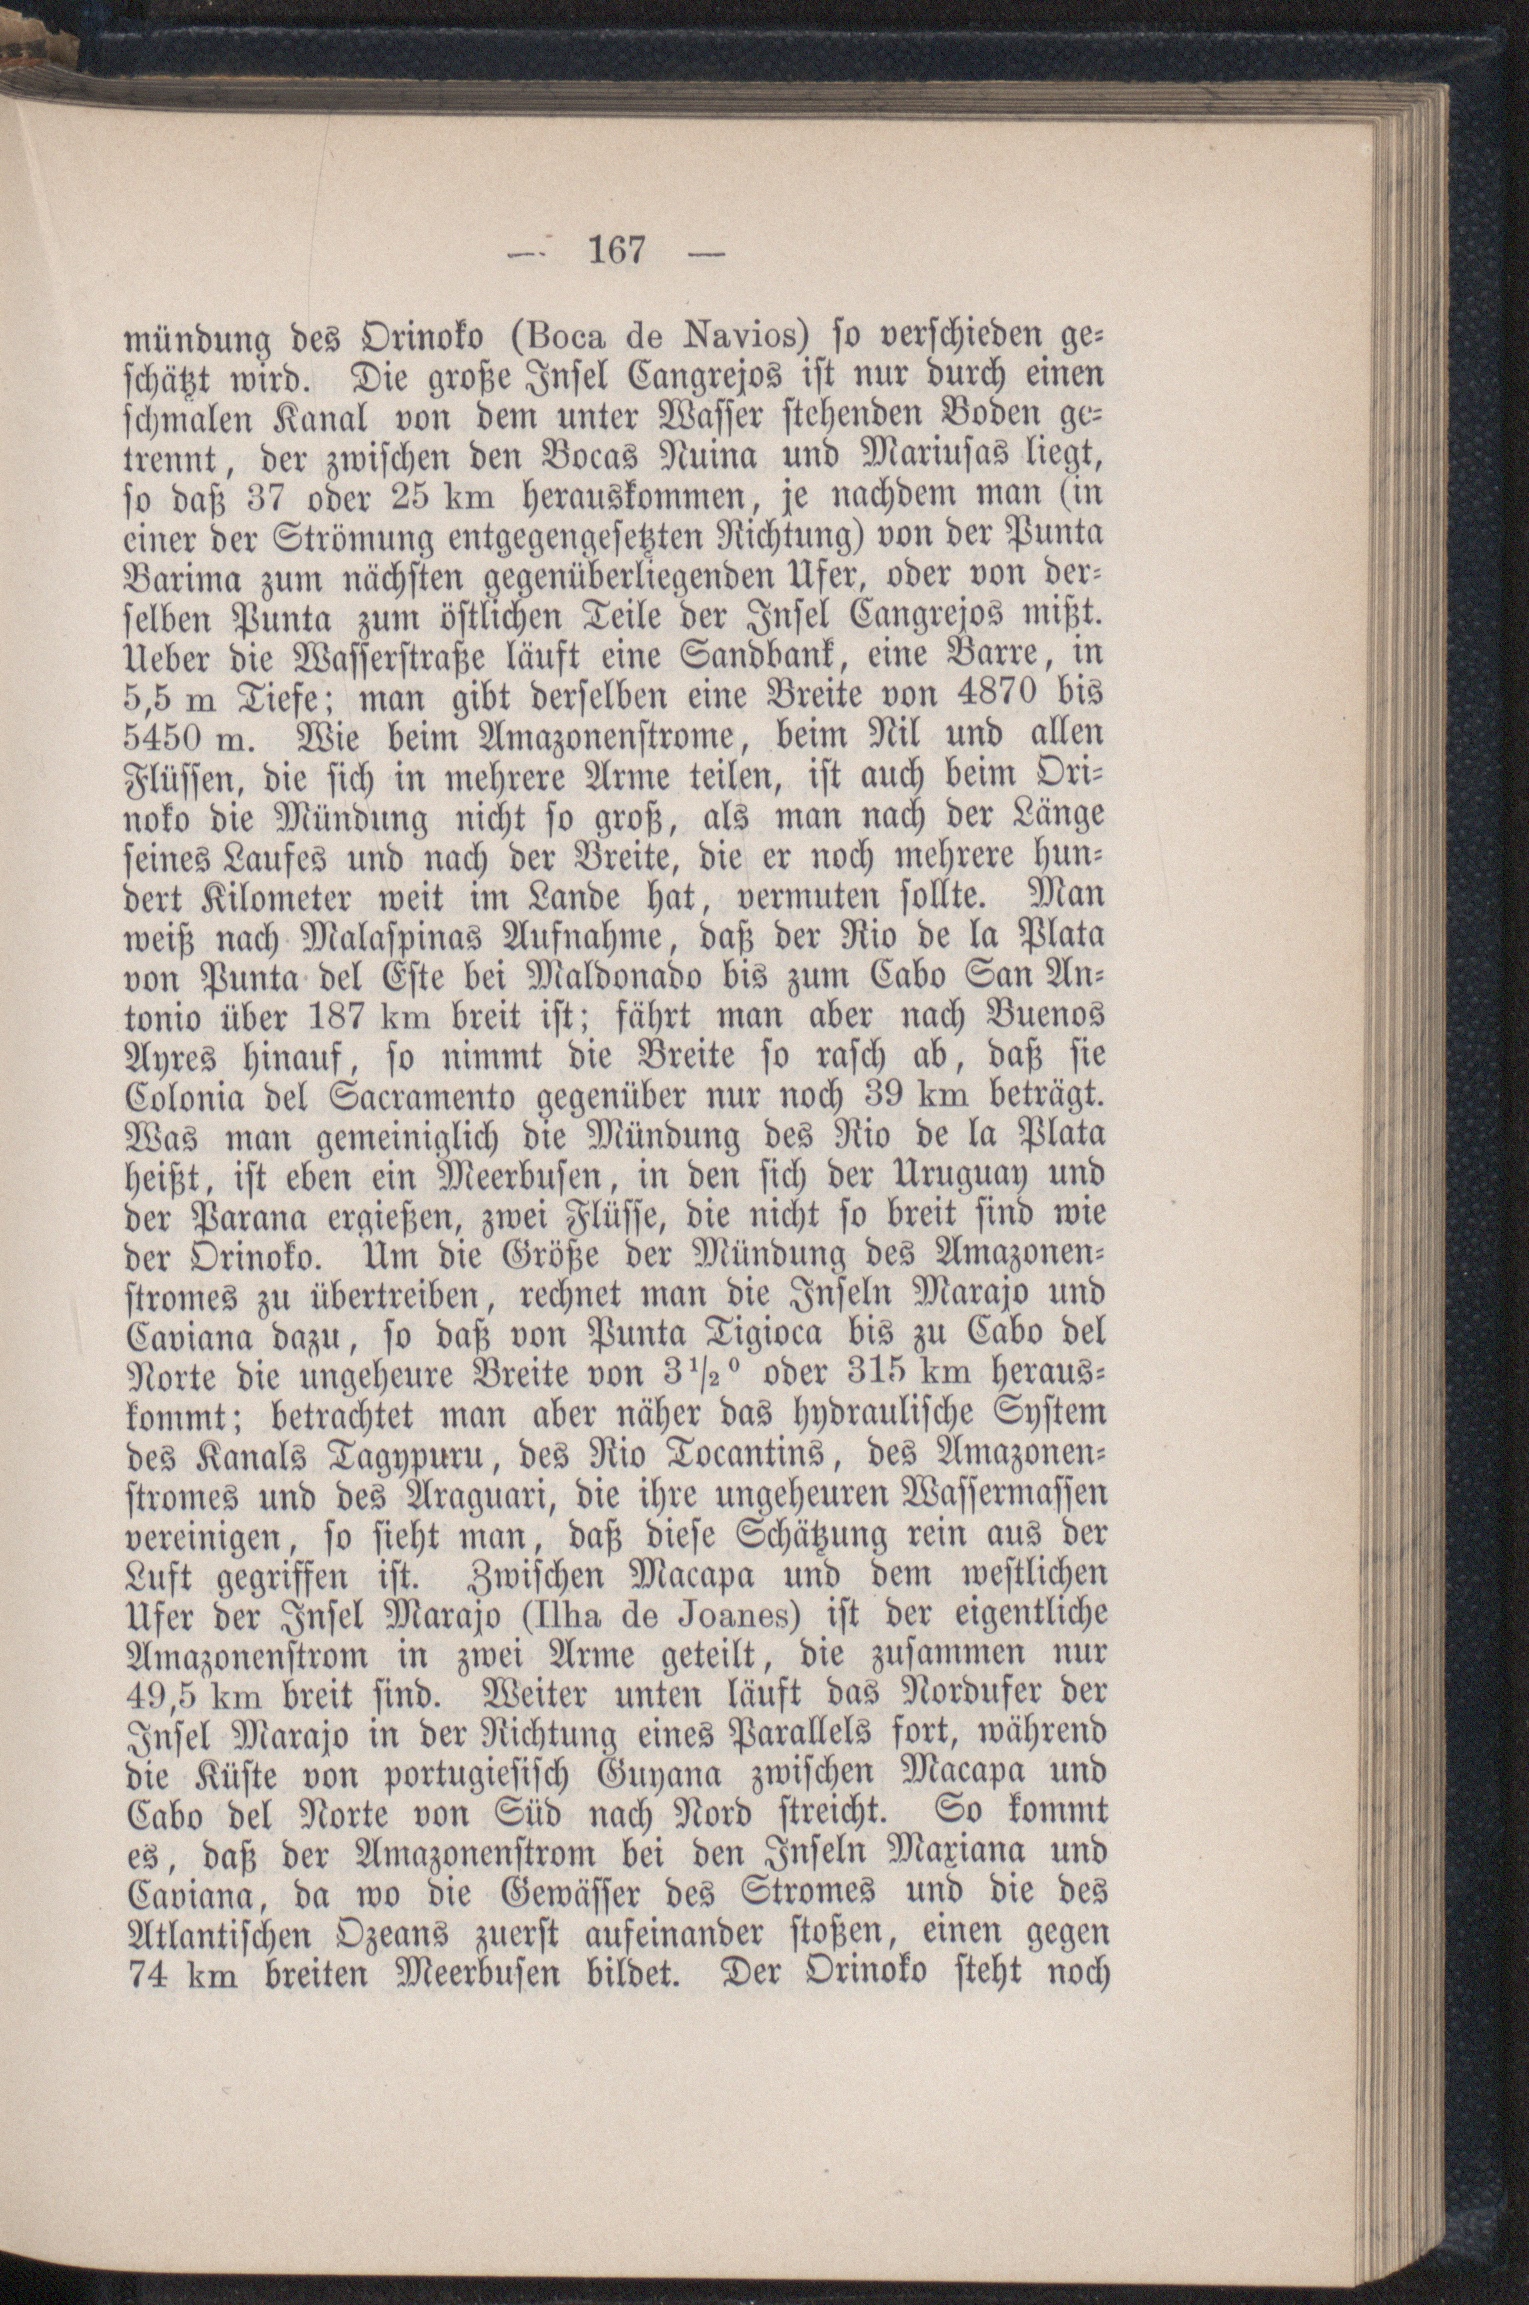 — 167 —
mündung des Orinoko (Boca de Navios) so verschieden ge-
schätzt wird. Die große Insel Cangrejos ist nur durch einen
schmalen Kanal von dem unter Wasser stehenden Boden ge-
trennt, der zwischen den Bocas Nuina und Mariusas liegt,
so daß 37 oder 25 km herauskommen, je nachdem man (in
einer der Strömung entgegengesetzten Richtung) von der Punta
Barima zum nächsten gegenüberliegenden Ufer, oder von der-
selben Punta zum östlichen Teile der Insel Cangrejos mißt.
Ueber die Wasserstraße läuft eine Sandbank, eine Barre, in
5,5 m Tiefe; man gibt derselben eine Breite von 4870 bis
5450 m. Wie beim Amazonenstrome, beim Nil und allen
Flüssen, die sich in mehrere Arme teilen, ist auch beim Ori-
noko die Mündung nicht so groß, als man nach der Länge
seines Laufes und nach der Breite, die er noch mehrere hun-
dert Kilometer weit im Lande hat, vermuten sollte. Man
weiß nach Malaspinas Aufnahme, daß der Rio de la Plata
von Punta del Este bei Maldonado bis zum Cabo San An-
tonio über 187 km breit ist; fährt man aber nach Buenos
Ayres hinauf, so nimmt die Breite so rasch ab, daß sie
Colonia del Sacramento gegenüber nur noch 39 km beträgt.
Was man gemeiniglich die Mündung des Rio de la Plata
heißt, ist eben ein Meerbusen, in den sich der Uruguay und
der Parana ergießen, zwei Flüsse, die nicht so breit sind wie
der Orinoko. Um die Größe der Mündung des Amazonen-
stromes zu übertreiben, rechnet man die Inseln Marajo und
Caviana dazu, so daß von Punta Tigioca bis zu Cabo del
Norte die ungeheure Breite von 3½° oder 315 km heraus-
kommt; betrachtet man aber näher das hydraulische System
des Kanals Tagypuru, des Rio Tocantins, des Amazonen-
stromes und des Araguari, die ihre ungeheuren Wassermassen
vereinigen, so sieht man, daß diese Schätzung rein aus der
Luft gegriffen ist. Zwischen Macapa und dem westlichen
Ufer der Insel Marajo (Ilha de Joanes) ist der eigentliche
Amazonenstrom in zwei Arme geteilt, die zusammen nur
49,5 km breit sind. Weiter unten läuft das Nordufer der
Insel Marajo in der Richtung eines Parallels fort, während
die Küste von portugiesisch Guyana zwischen Macapa und
Cabo del Norte von Süd nach Nord streicht. So kommt
es, daß der Amazonenstrom bei den Inseln Maxiana und
Caviana, da wo die Gewässer des Stromes und die des
Atlantischen Ozeans zuerst aufeinander stoßen, einen gegen
74 km breiten Meerbusen bildet. Der Orinoko steht noch